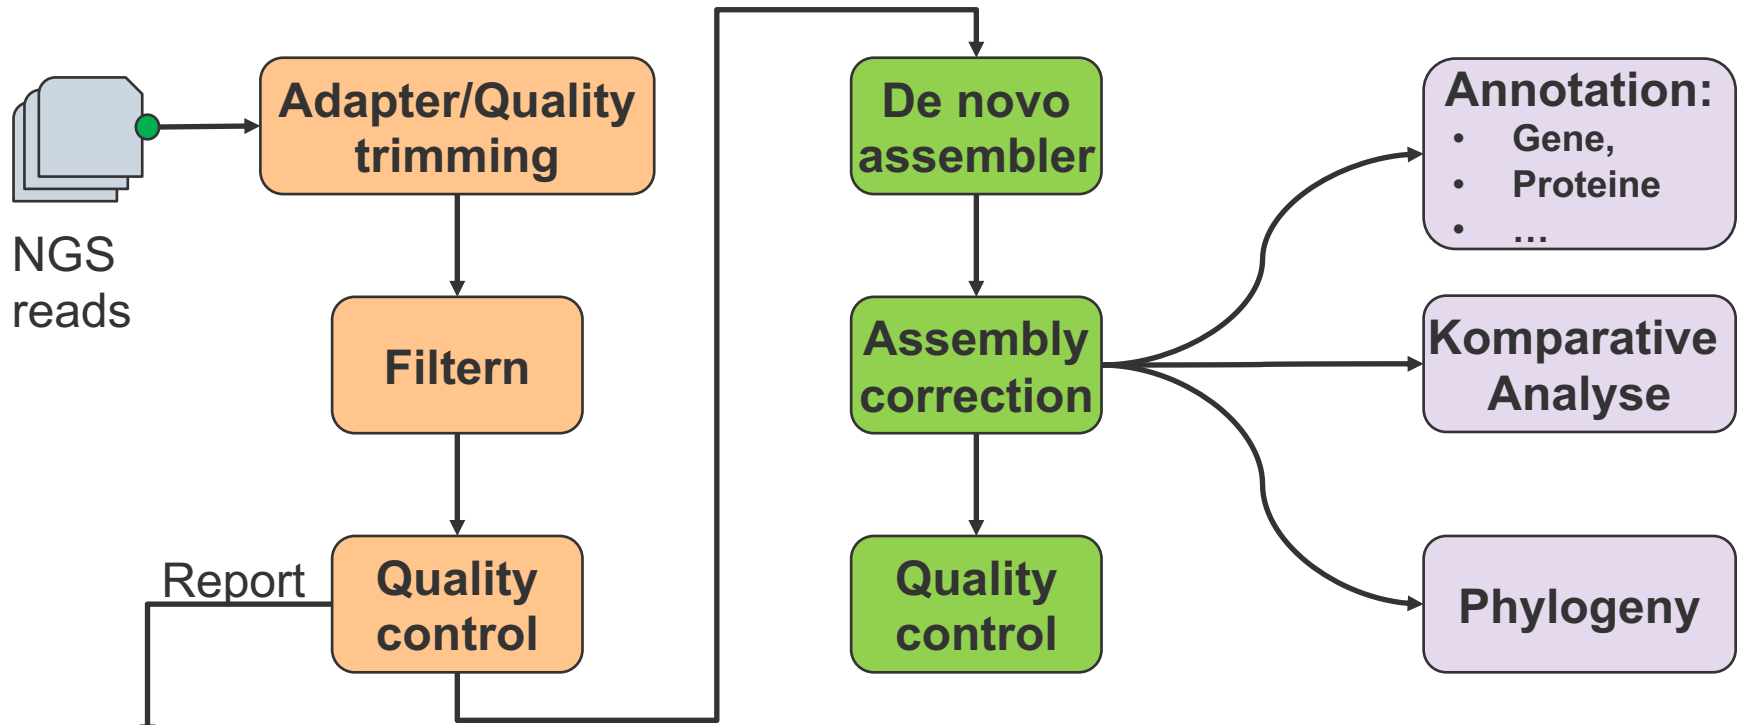 NGS
reads
Adapter/Quality
trimming
Filtern
Report
Quality
control
De novo
assembler
Assembly
correction
Quality
control
Annotation:
• Gene,
• Proteine
• …
Komparative
Analyse
Phylogeny